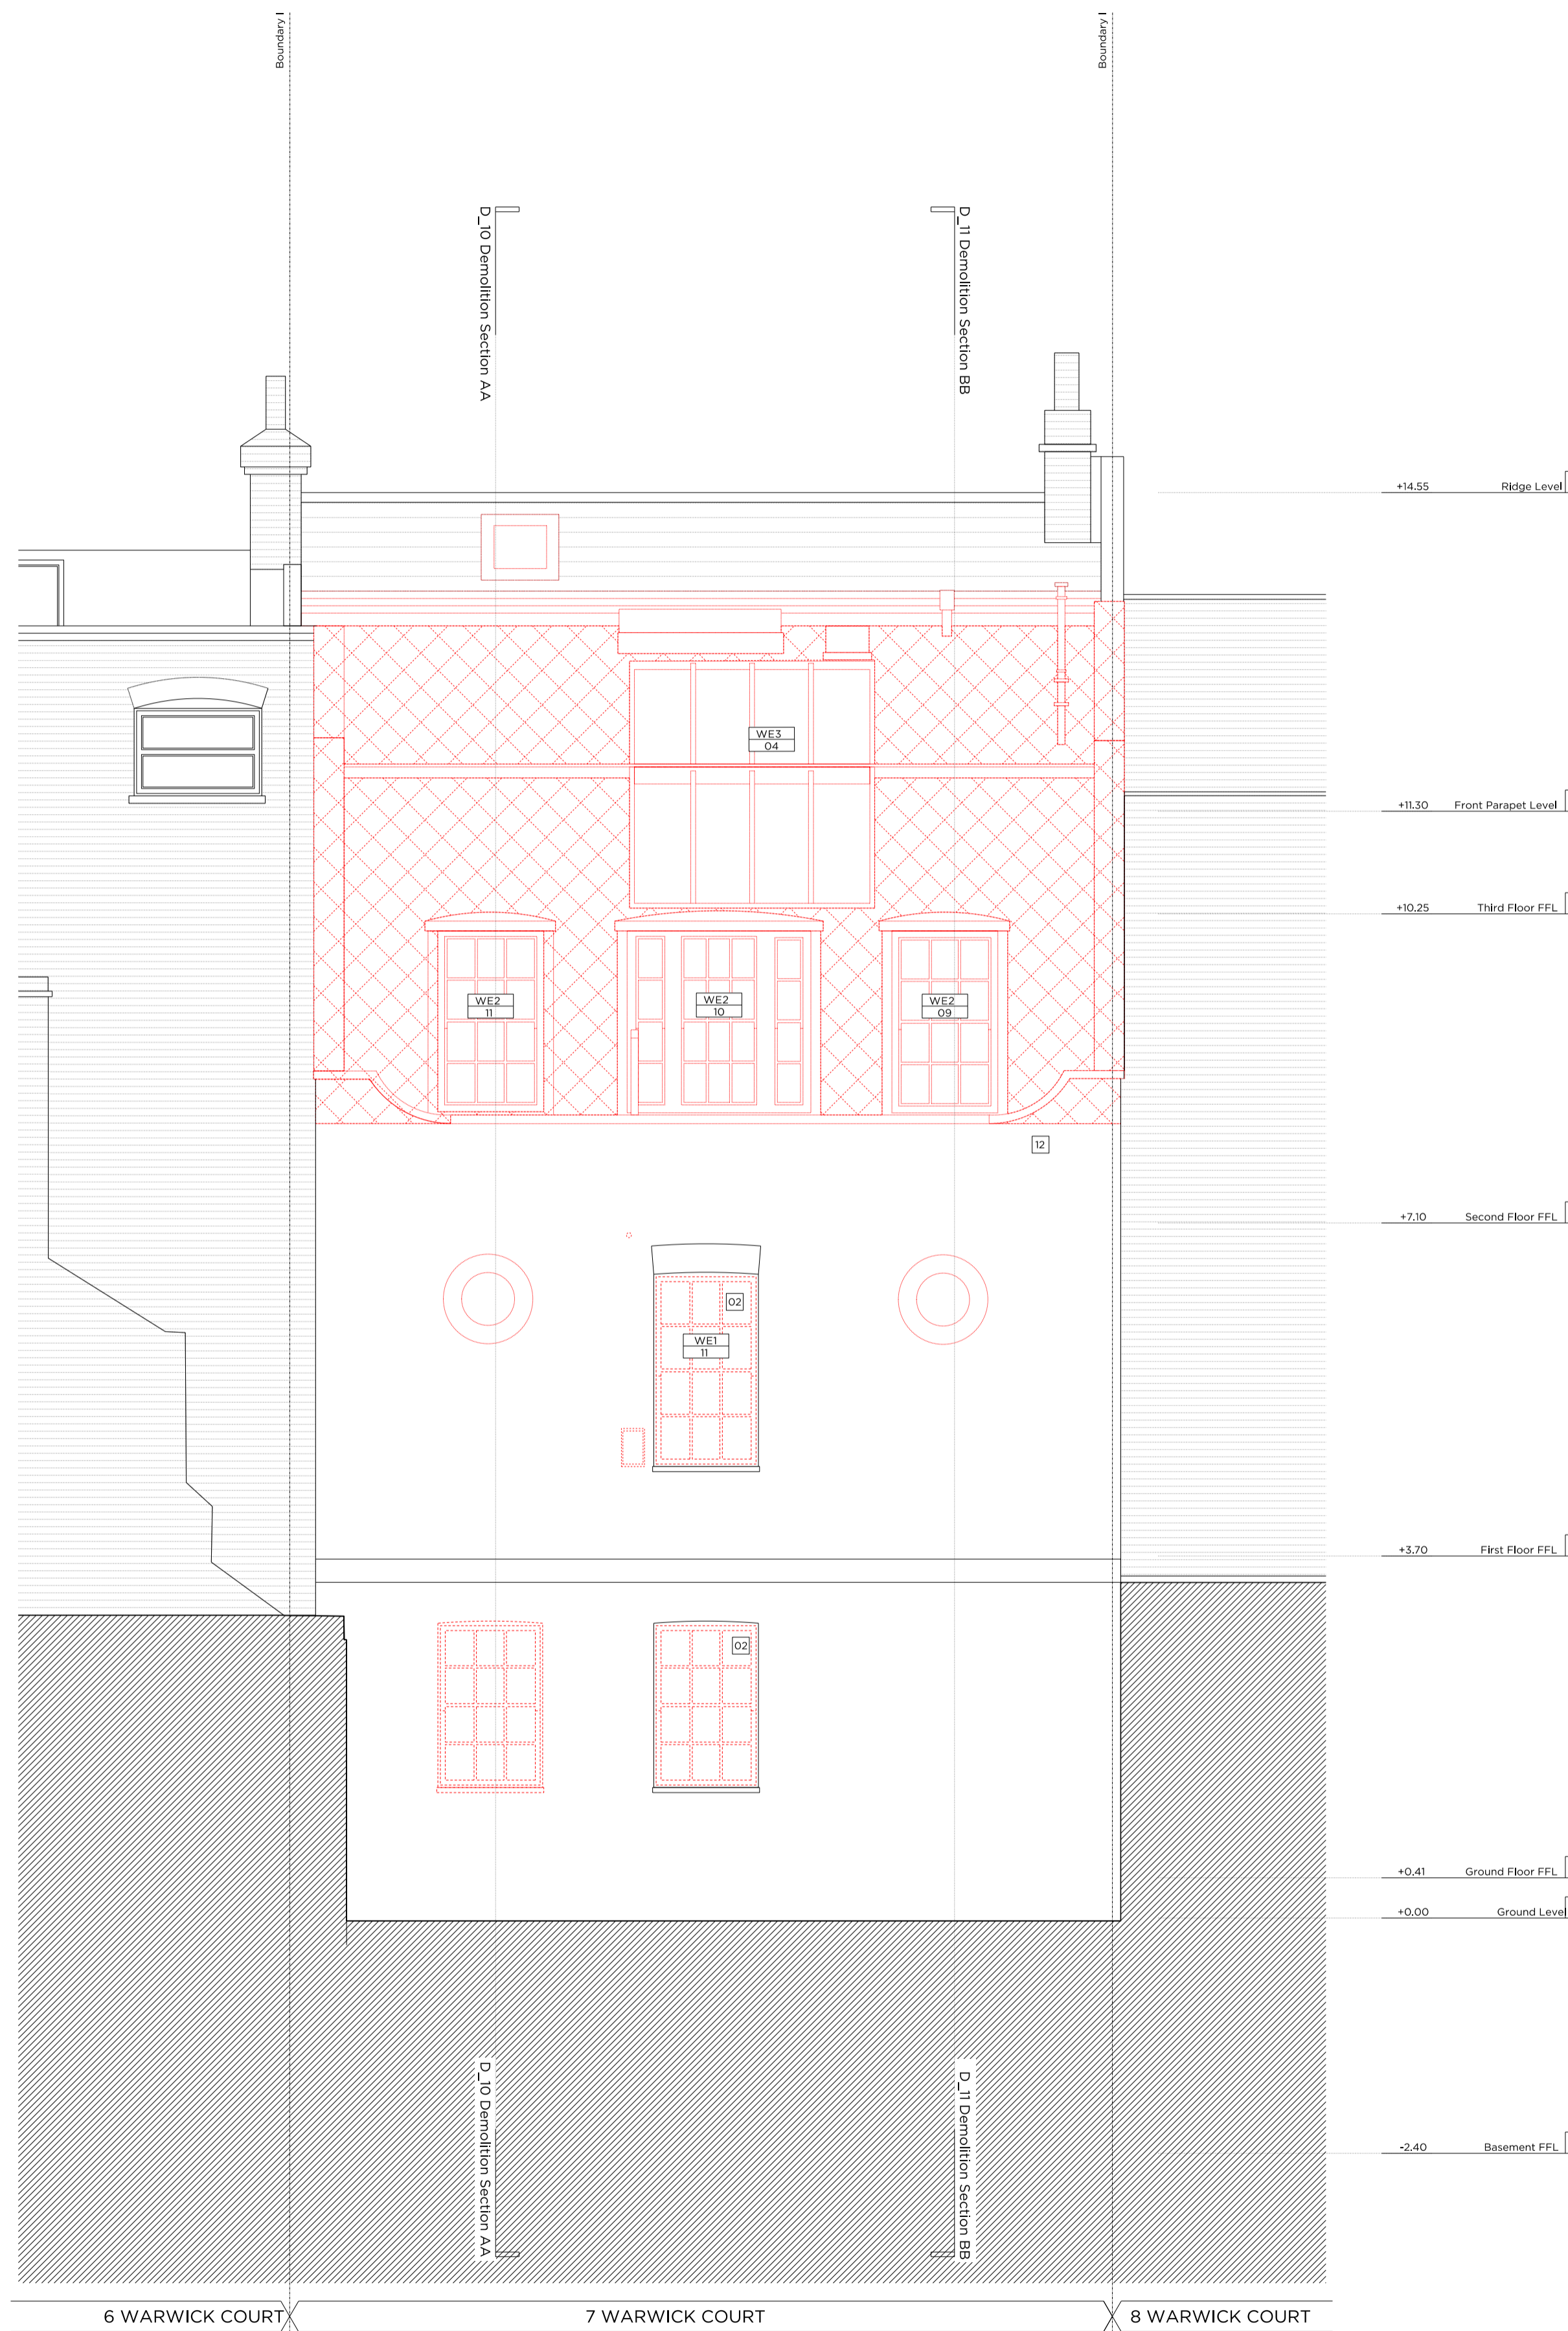 Boundary l
Boundary l
D_10 Demolition Section AA
D_11 Demolition Section BB
+14.55 Ridge Level
WE3
04
+11.30 Front Parapet Level
+10.25 Third Floor FFL
WE2
11
WE2
10
WE2
09
12
+7.10 Second Floor FFL
02
WE1
11
+3.70 First Floor FFL
02
+0.41 Ground Floor FFL
+0.00 Ground Level
D_10 Demolition Section AA
D_11 Demolition Section BB
-2.40 Basement FFL
6 WARWICK COURT
7 WARWICK COURT
8 WARWICK COURT